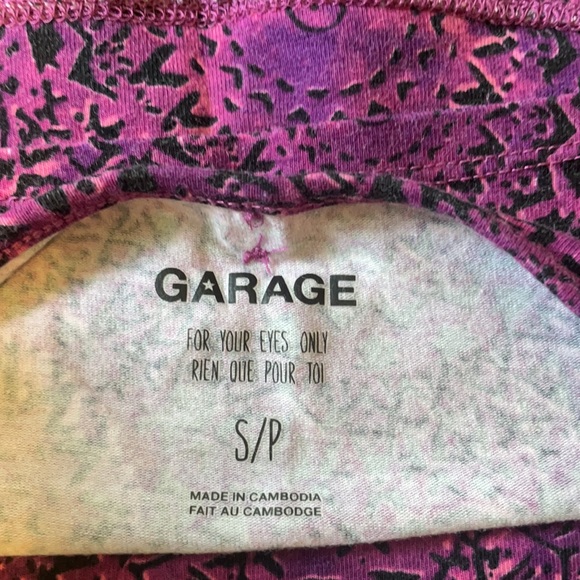 GARAGE
FOR YOUR EYES ONLY
RIEN QUE POUR TOI
S/P
MADE IN CAMBODIA
FAIT AU CAMBODGE